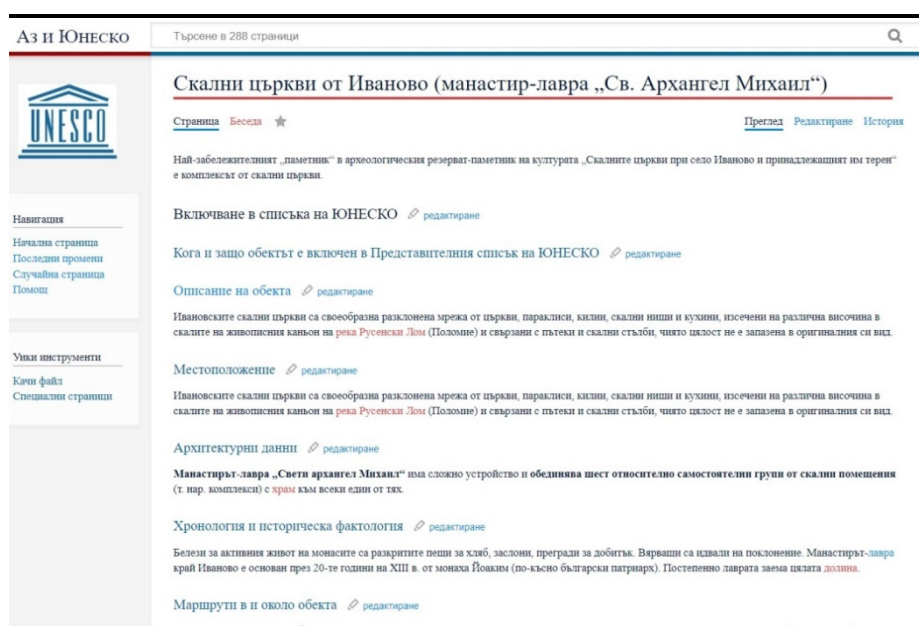 Аз и Юнеско
Търсене в 288 страници
UNESCO
Скални църкви от Иваново (манастир-лавра „Св. Архангел Михаил“)
Страница Беседа
Преглед Редактиране История
Най-забележителният „паметник“ в археологическия резерват-паметник на културата „Скалните църкви при село Иваново и принадлежащият им терен“
е комплексът от скални църкви.
Навигация
Начална страница
Последни промени
Случайна страница
Помощ
Уики инструменти
Качи файл
Специални страници
Включване в списъка на ЮНЕСКО редактиране
Кога и защо обектът е включен в Представителния списък на ЮНЕСКО редактиране
Описание на обекта редактиране
Ивановските скални църкви са своеобразна разклонена мрежа от църкви, параклиси, килии, скални ниши и кухини, изсечени на различна височина в
скалите на живописния каньон на река Русенски Лом (Поломие) и свързани с пътеки и скални стълби, чиято цялост не е запазена в оригиналния си вид.
Местоположение редактиране
Ивановските скални църкви са своеобразна разклонена мрежа от църкви, параклиси, килии, скални ниши и кухини, изсечени на различна височина в
скалите на живописния каньон на река Русенски Лом (Поломие) и свързани с пътеки и скални стълби, чиято цялост не е запазена в оригиналния си вид.
Архитектурни данни редактиране
Манастирът-лавра „Свети архангел Михаил“ има сложно устройство и обединява шест относително самостоятелни групи от скални помещения
(т. нар. комплекси) с храм към всеки един от тях.
Хронология и историческа фактология редактиране
Белези за активния живот на монасите са разкритите пещи за хляб, заслони, прегради за добитък. Вярващи са идвали на поклонение. Манастирът-лавра
край Иваново е основан през 20-те години на XIII в. от монаха Йоаким (по-късно български патриарх). Постепенно лаврата заема цялата долина.
Маршрути в и около обекта редактиране